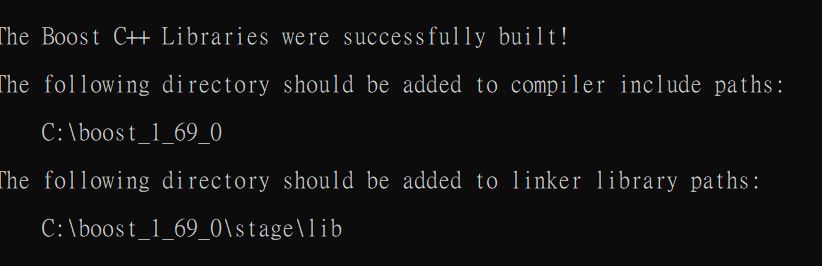 The Boost C++ Libraries were successfully built!
The following directory should be added to compiler include paths:
C:\boost_1_69_0
The following directory should be added to linker library paths:
C:\boost_1_69_0\stage\lib